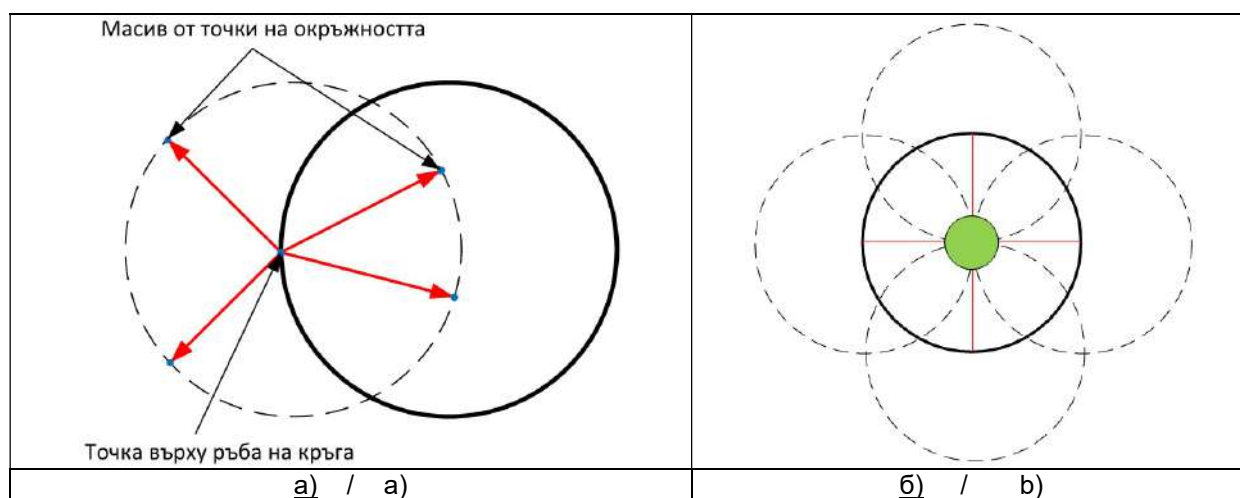 Масив от точки на окръжността
Точка върху ръба на кръга
а) / a)
б) / b)